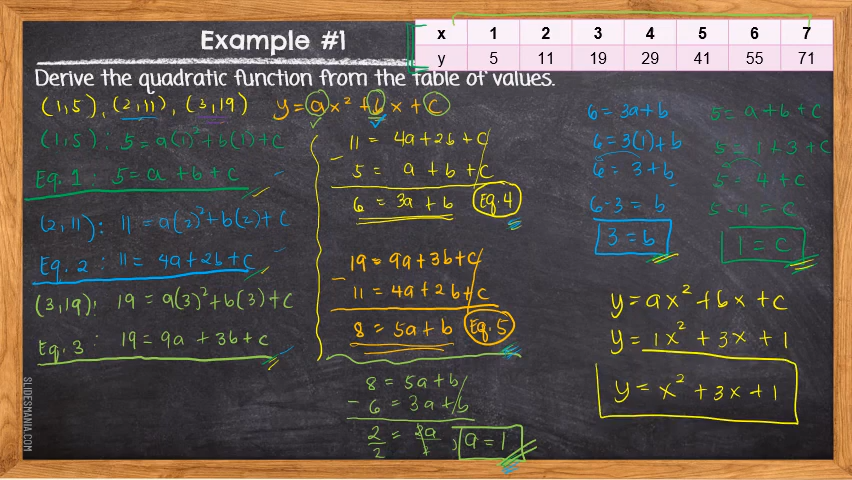 Example #1
x 1 2 3 4 5 6 7
y 5 11 19 29 41 55 71
Derive the quadratic function from the table of values.
(1,5), (2,11), (3,19) y = ax² + bx + c
(1,5): 5 = a(1)² + b(1) + c
Eq. 1: 5 = a + b + c
(2,11): 11 = a(2)² + b(2) + c
Eq. 2: 11 = 4a + 2b + c
(3,19): 19 = a(3)² + b(3) + c
Eq. 3: 19 = 9a + 3b + c
11 = 4a + 2b + c
- 5 = a + b + c
6 = 3a + b Eq. 4
19 = 9a + 3b + c
- 11 = 4a + 2b + c
8 = 5a + b Eq. 5
8 = 5a + b
- 6 = 3a + b
2/2 = 2a/2, a = 1
6 = 3a + b
6 = 3(1) + b
6 = 3 + b
6 - 3 = b
3 = b
5 = a + b + c
5 = 1 + 3 + c
5 = 4 + c
5 - 4 = c
1 = c
y = ax² + bx + c
y = 1x² + 3x + 1
y = x² + 3x + 1
SLIDESMANIA.COM